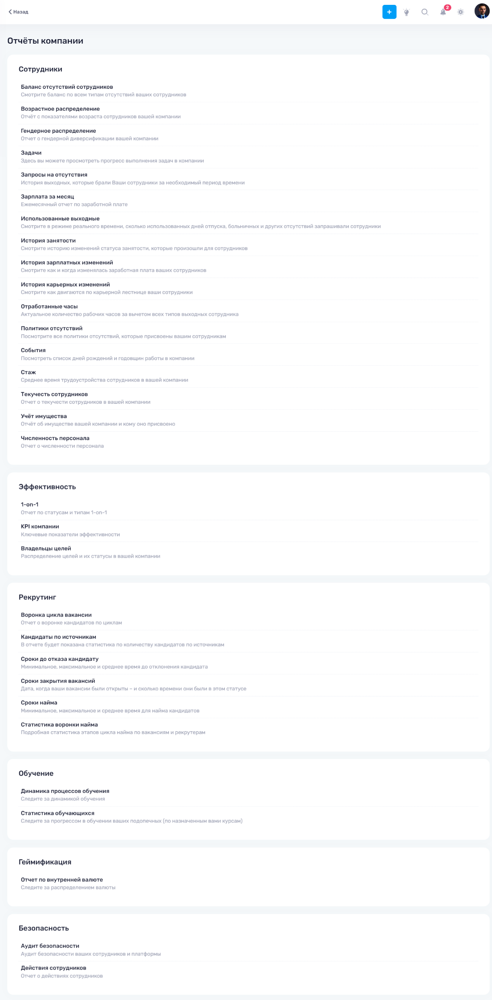 Назад
2
Отчёты компании
Сотрудники
Баланс отсутствий сотрудников
Смотрите баланс по всем типам отсутствий ваших сотрудников
Возрастное распределение
Отчёт с показателями возраста сотрудников вашей компании
Гендерное распределение
Отчет о гендерной диверсификации вашей компании
Задачи
Здесь вы можете просмотреть прогресс выполнения задач в компании
Запросы на отсутствия
История выходных, которые брали Ваши сотрудники за необходимый период времени
Зарплата за месяц
Ежемесячный отчет по заработной плате
Использованные выходные
Смотрите в режиме реального времени, сколько использованных дней отпуска, больничных и других отсутствий запрашивали сотрудники
История занятости
Смотрите историю изменений статуса занятости, которые произошли для сотрудников
История зарплатных изменений
Смотрите как и когда изменялась заработная плата ваших сотрудников
История карьерных изменений
Смотрите как двигаются по карьерной лестнице ваши сотрудники
Отработанные часы
Актуальное количество рабочих часов за вычетом всех типов выходных сотрудника
Политики отсутствий
Посмотрите все политики отсутствий, которые присвоены вашим сотрудникам
События
Посмотреть список дней рождений и годовщин работы в компании
Стаж
Среднее время трудоустройства сотрудников в вашей компании
Текучесть сотрудников
Отчет о текучести сотрудников в вашей компании
Учёт имущества
Отчёт об имуществе вашей компании и кому оно присвоено
Численность персонала
Отчет о численности персонала
Эффективность
1-on-1
Отчет по статусам и типам 1-on-1
KPI компании
Ключевые показатели эффективности
Владельцы целей
Распределение целей и их статусы в вашей компании
Рекрутинг
Воронка цикла вакансии
Отчет о воронке кандидатов по циклам
Кандидаты по источникам
В отчете будет показана статистика по количеству кандидатов по источникам
Сроки до отказа кандидату
Минимальное, максимальное и среднее время до отклонения кандидата
Сроки закрытия вакансий
Дата, когда ваши вакансии были открыты – и сколько времени они были в этом статусе
Сроки найма
Минимальное, максимальное и среднее время для найма кандидатов
Статистика воронки найма
Подробная статистика этапов цикла найма по вакансиям и рекрутерам
Обучение
Динамика процессов обучения
Следите за динамикой обучения
Статистика обучающихся
Следите за прогрессом в обучении ваших подопечных (по назначенным вами курсам)
Геймификация
Отчет по внутренней валюте
Следите за распределением валюты
Безопасность
Аудит безопасности
Аудит безопасности ваших сотрудников и платформы
Действия сотрудников
Отчет о действиях сотрудников